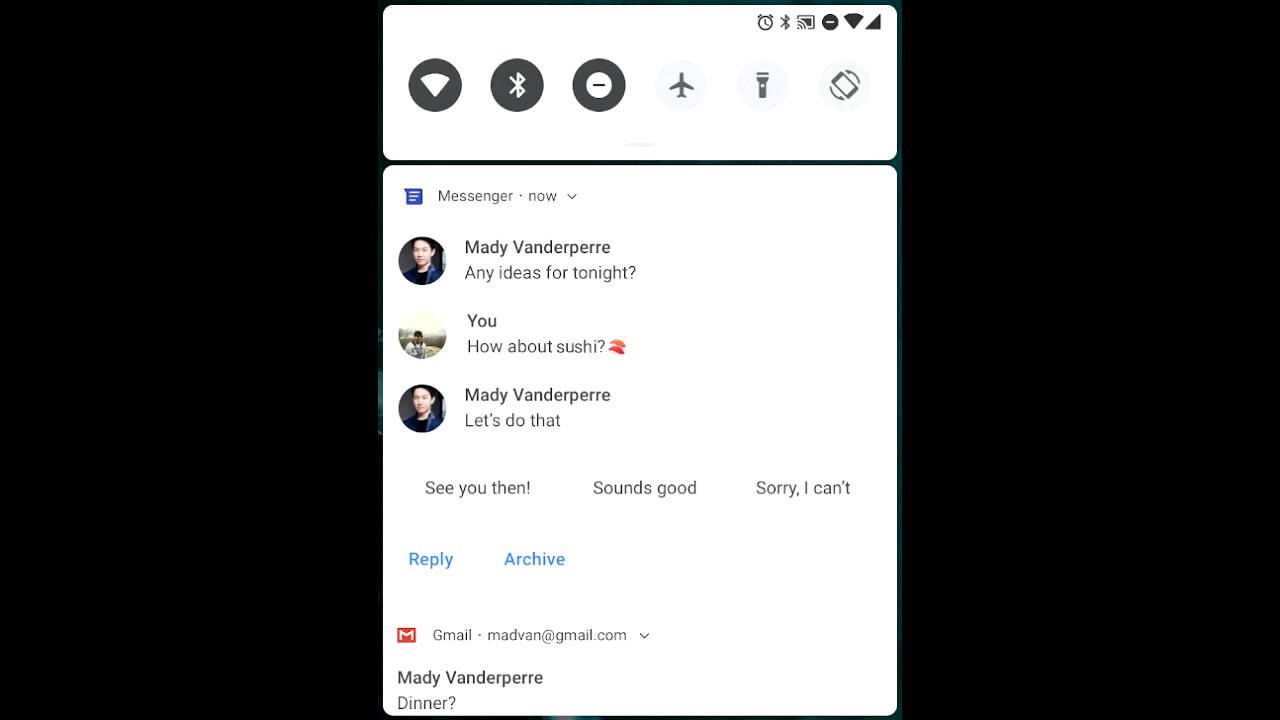 Messenger · now
Mady Vanderperre
Any ideas for tonight?
You
How about sushi?🍣
Mady Vanderperre
Let’s do that
See you then! Sounds good Sorry, I can’t
Reply Archive
Gmail · madvan@gmail.com
Mady Vanderperre
Dinner?